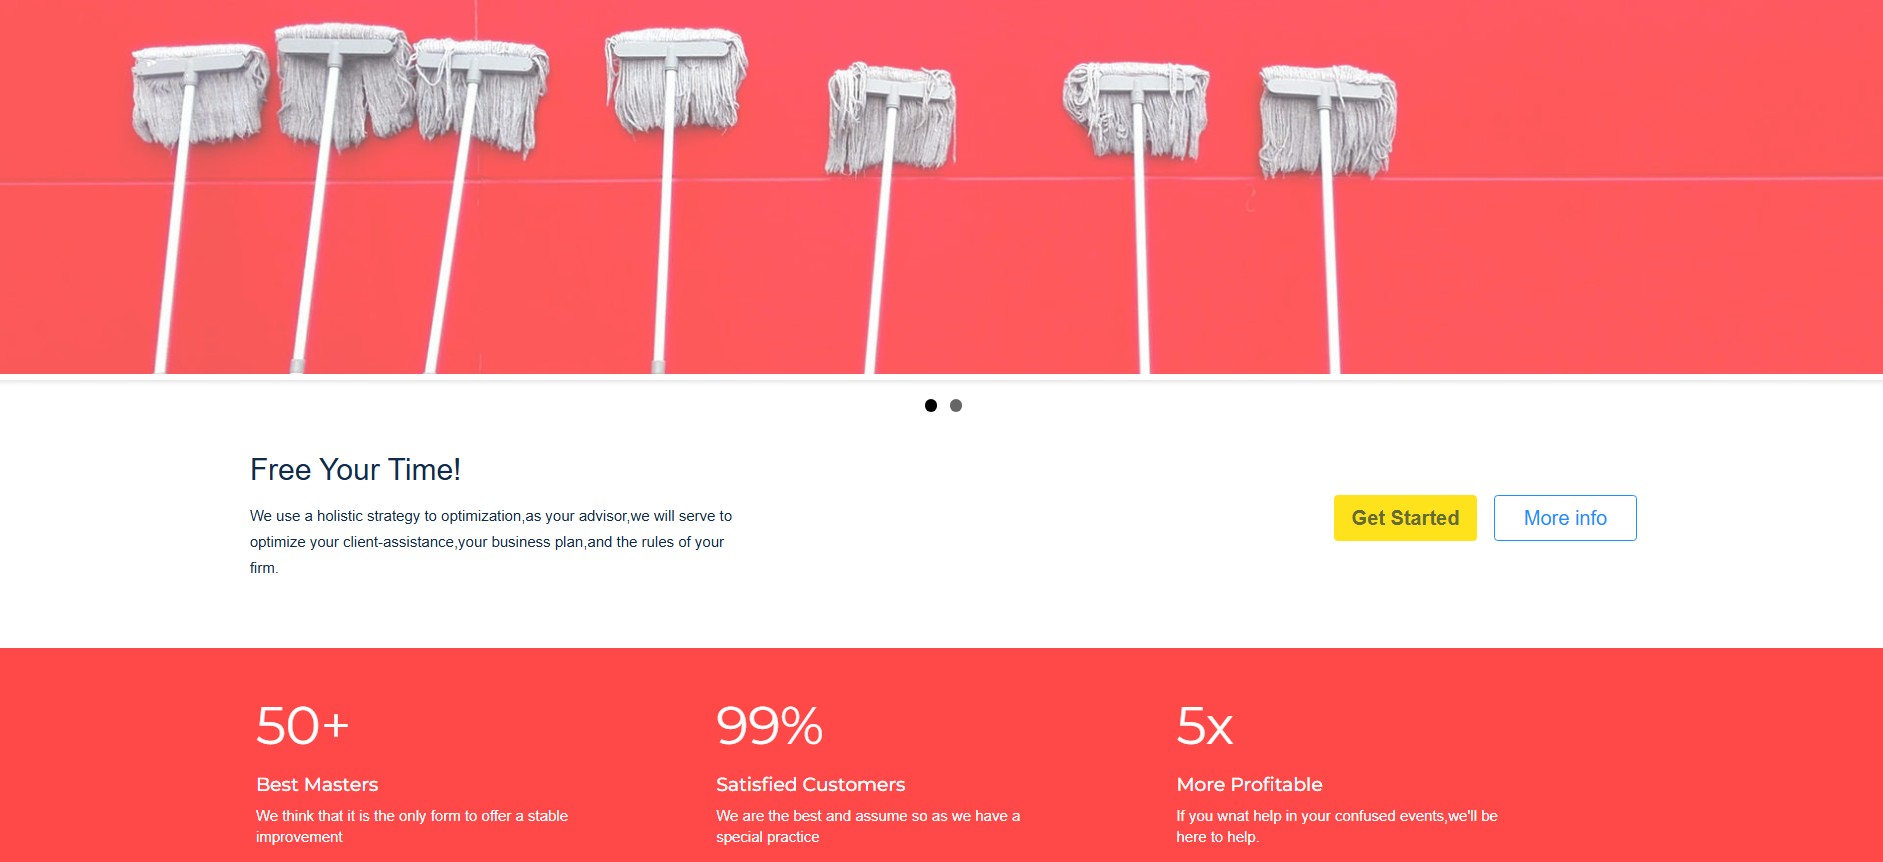 Free Your Time!
We use a holistic strategy to optimization,as your advisor,we will serve to
optimize your client-assistance,your business plan,and the rules of your
firm.
Get Started
More info
50+
Best Masters
We think that it is the only form to offer a stable
improvement
99%
Satisfied Customers
We are the best and assume so as we have a
special practice
5x
More Profitable
If you wnat help in your confused events,we'll be
here to help.